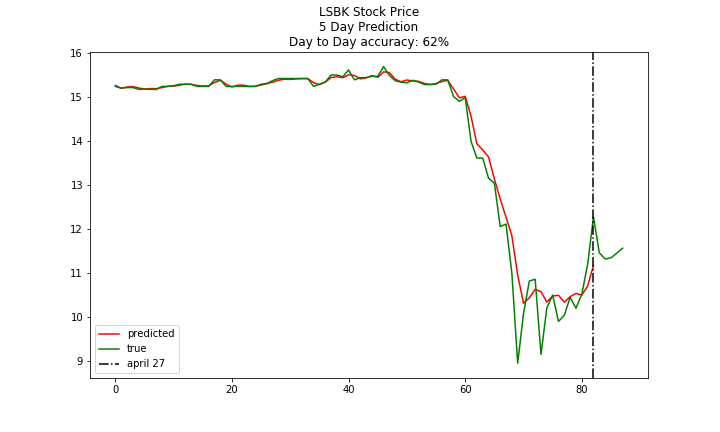 LSBK Stock Price
5 Day Prediction
Day to Day accuracy: 62%
16
15
14
13
12
11
10
9
predicted
true
april 27
0 20 40 60 80